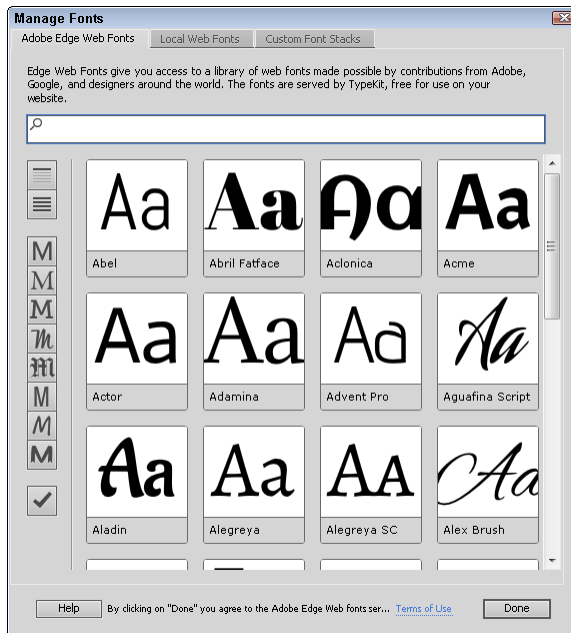 Manage Fonts
Adobe Edge Web Fonts
Local Web Fonts
Custom Font Stacks
Edge Web Fonts give you access to a library of web fonts made possible by contributions from Adobe,
Google, and designers around the world. The fonts are served by TypeKit, free for use on your
website.
Aa Aa Aa Aa
Abel Abril Fatface Aclonica Acme
M
M
M
Aa Aa Aa Aa
M
M
Actor Adamina Advent Pro Aguafina Script
M
M
M
Aa Aa Aa Aa
Aladin Alegreya Alegreya SC Alex Brush
Help By clicking on "Done" you agree to the Adobe Edge Web fonts ser... Terms of Use Done